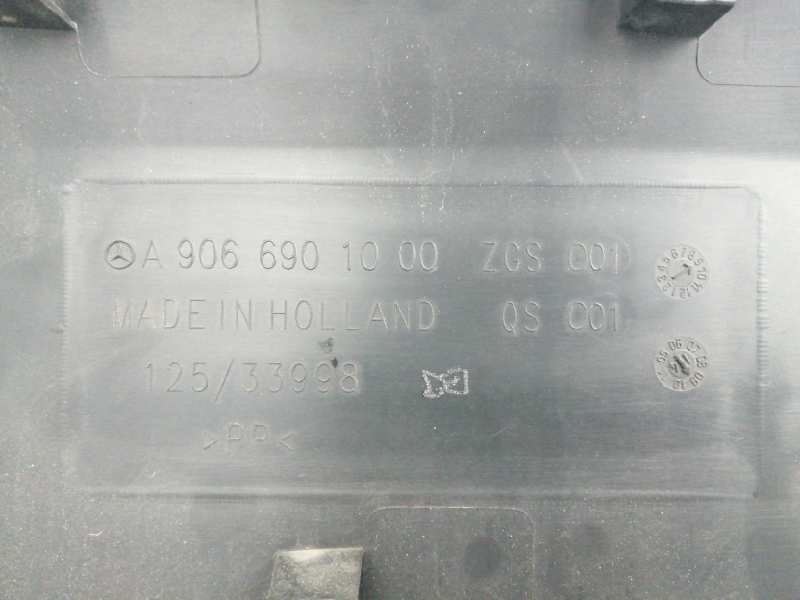 A 906 690 10 00 ZGS 001
MADE IN HOLLAND QS 001
125/33998
>PP<